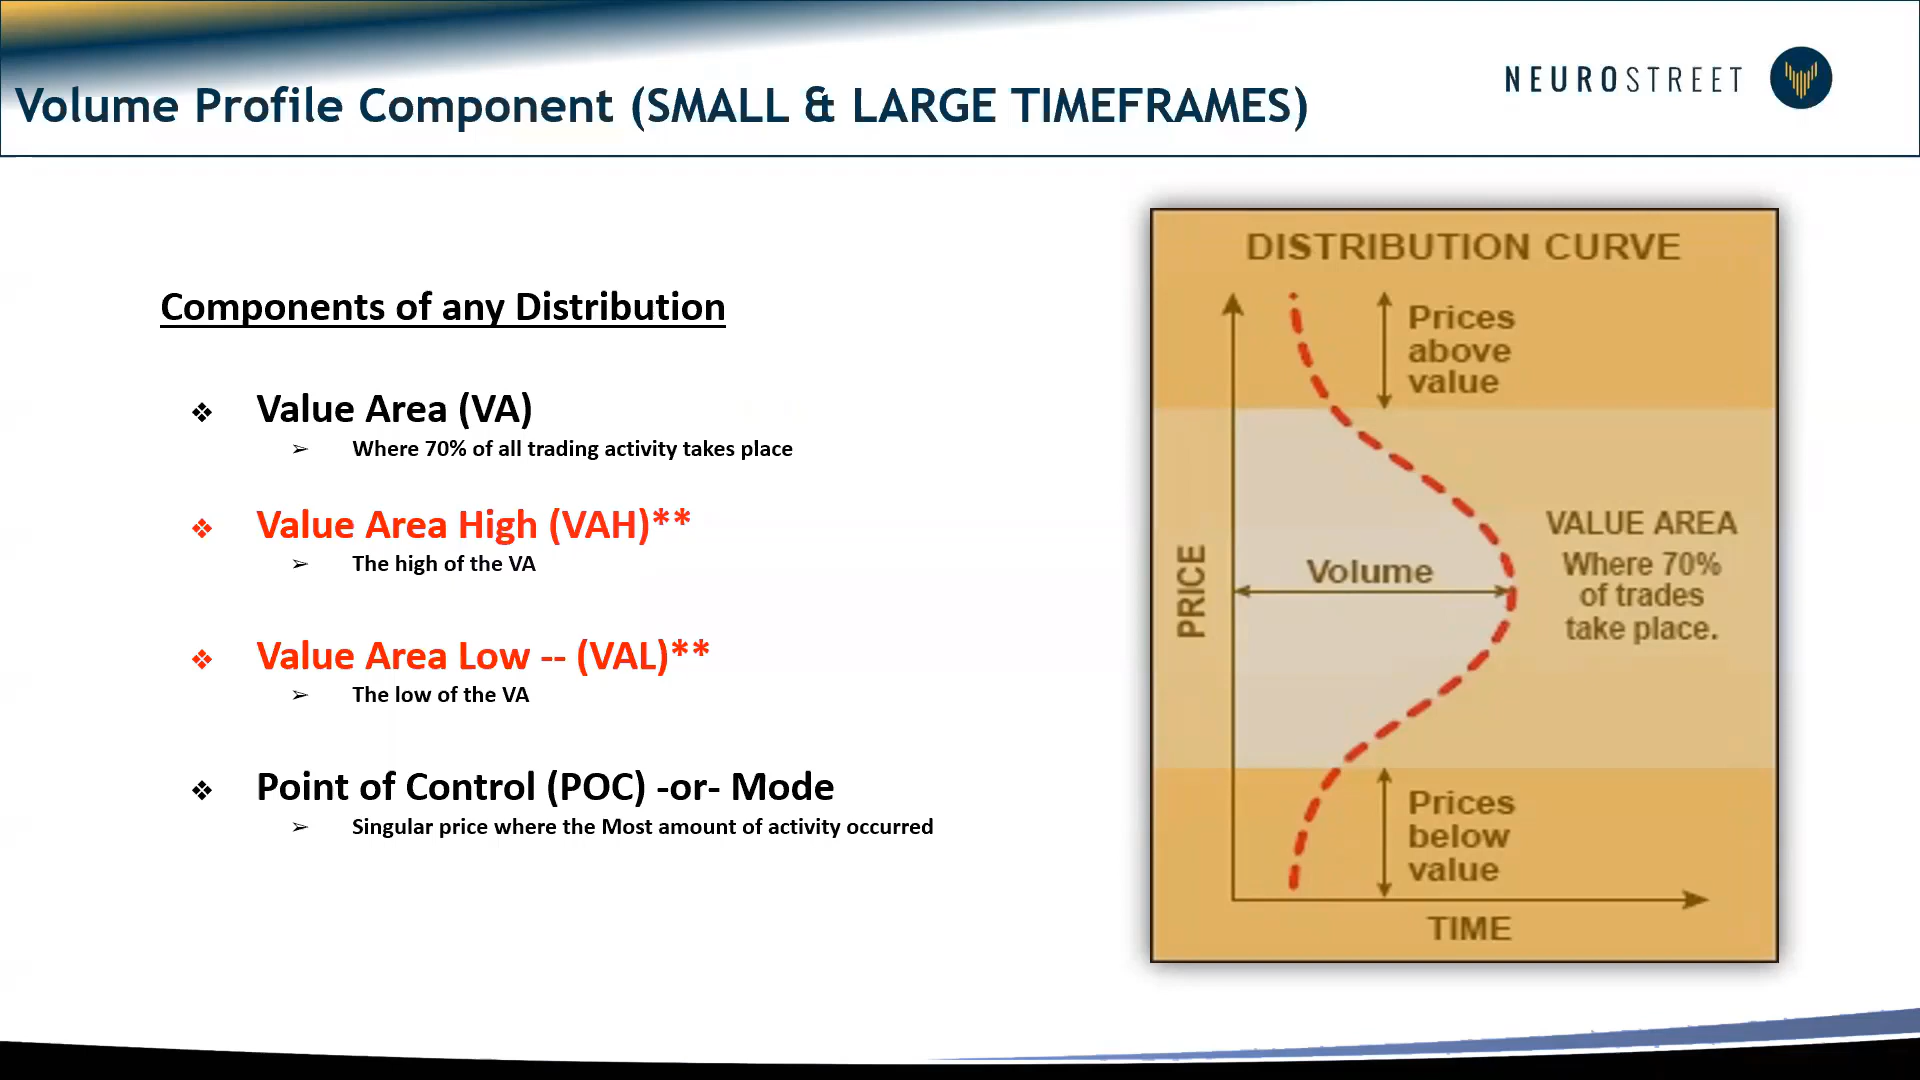 Volume Profile Component (SMALL & LARGE TIMEFRAMES)
NEUROSTREET
Components of any Distribution
❖ Value Area (VA)
➢ Where 70% of all trading activity takes place
❖ Value Area High (VAH)**
➢ The high of the VA
❖ Value Area Low -- (VAL)**
➢ The low of the VA
❖ Point of Control (POC) -or- Mode
➢ Singular price where the Most amount of activity occurred
DISTRIBUTION CURVE
Prices
above
value
PRICE
Volume
VALUE AREA
Where 70%
of trades
take place.
Prices
below
value
TIME